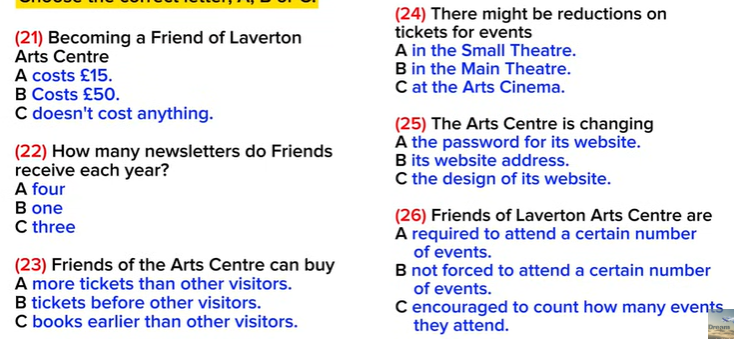 Choose the correct letter, A, B or C.
(21) Becoming a Friend of Laverton
Arts Centre
A costs £15.
B Costs £50.
C doesn't cost anything.
(22) How many newsletters do Friends
receive each year?
A four
B one
C three
(23) Friends of the Arts Centre can buy
A more tickets than other visitors.
B tickets before other visitors.
C books earlier than other visitors.
(24) There might be reductions on
tickets for events
A in the Small Theatre.
B in the Main Theatre.
C at the Arts Cinema.
(25) The Arts Centre is changing
A the password for its website.
B its website address.
C the design of its website.
(26) Friends of Laverton Arts Centre are
A required to attend a certain number
of events.
B not forced to attend a certain number
of events.
C encouraged to count how many events
they attend.
Dream